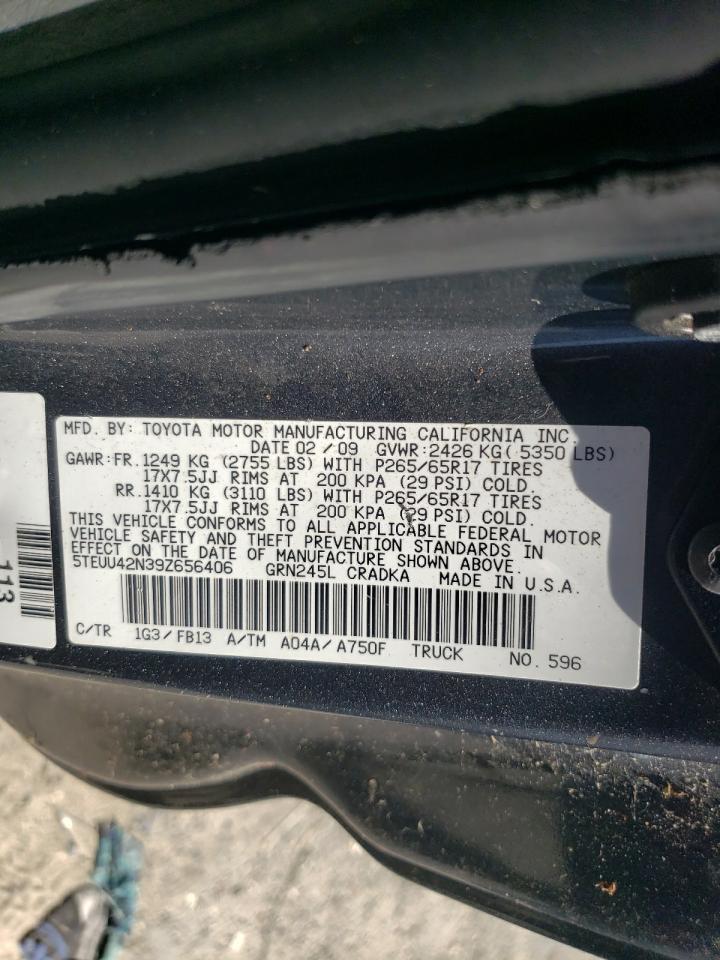 MFD. BY: TOYOTA MOTOR MANUFACTURING CALIFORNIA INC.
DATE 02 / 09 GVWR: 2426 KG( 5350 LBS)
GAWR: FR. 1249 KG (2755 LBS) WITH P265/65R17 TIRES
17X7.5JJ RIMS AT 200 KPA (29 PSI) COLD.
RR. 1410 KG (3110 LBS) WITH P265/65R17 TIRES
17X7.5JJ RIMS AT 200 KPA (29 PSI) COLD.
THIS VEHICLE CONFORMS TO ALL APPLICABLE FEDERAL MOTOR
VEHICLE SAFETY AND THEFT PREVENTION STANDARDS IN
EFFECT ON THE DATE OF MANUFACTURE SHOWN ABOVE.
5TEUU42N39Z656406 GRN245L CRADKA MADE IN U.S.A.
C/TR 1G3/FB13 A/TM A04A/A750F TRUCK NO. 596
113